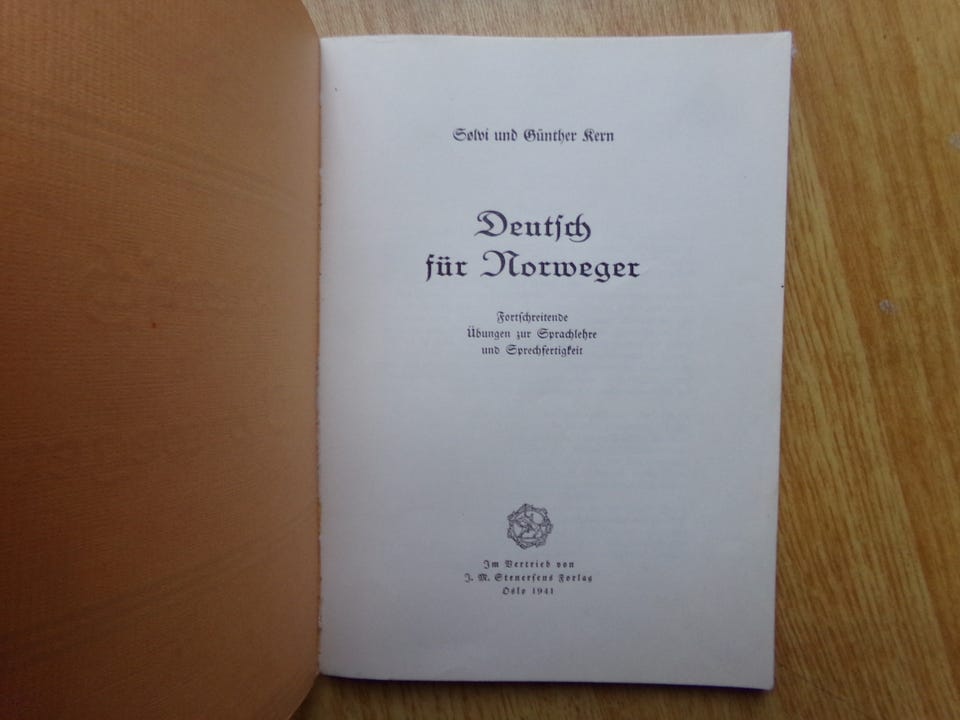 Sølvi und Günther Kern
Deutsch
für Norweger
Fortschreitende
Übungen zur Sprachlehre
und Sprechfertigkeit
Im Vertrieb von
J. M. Stenersens Forlag
Oslo 1941